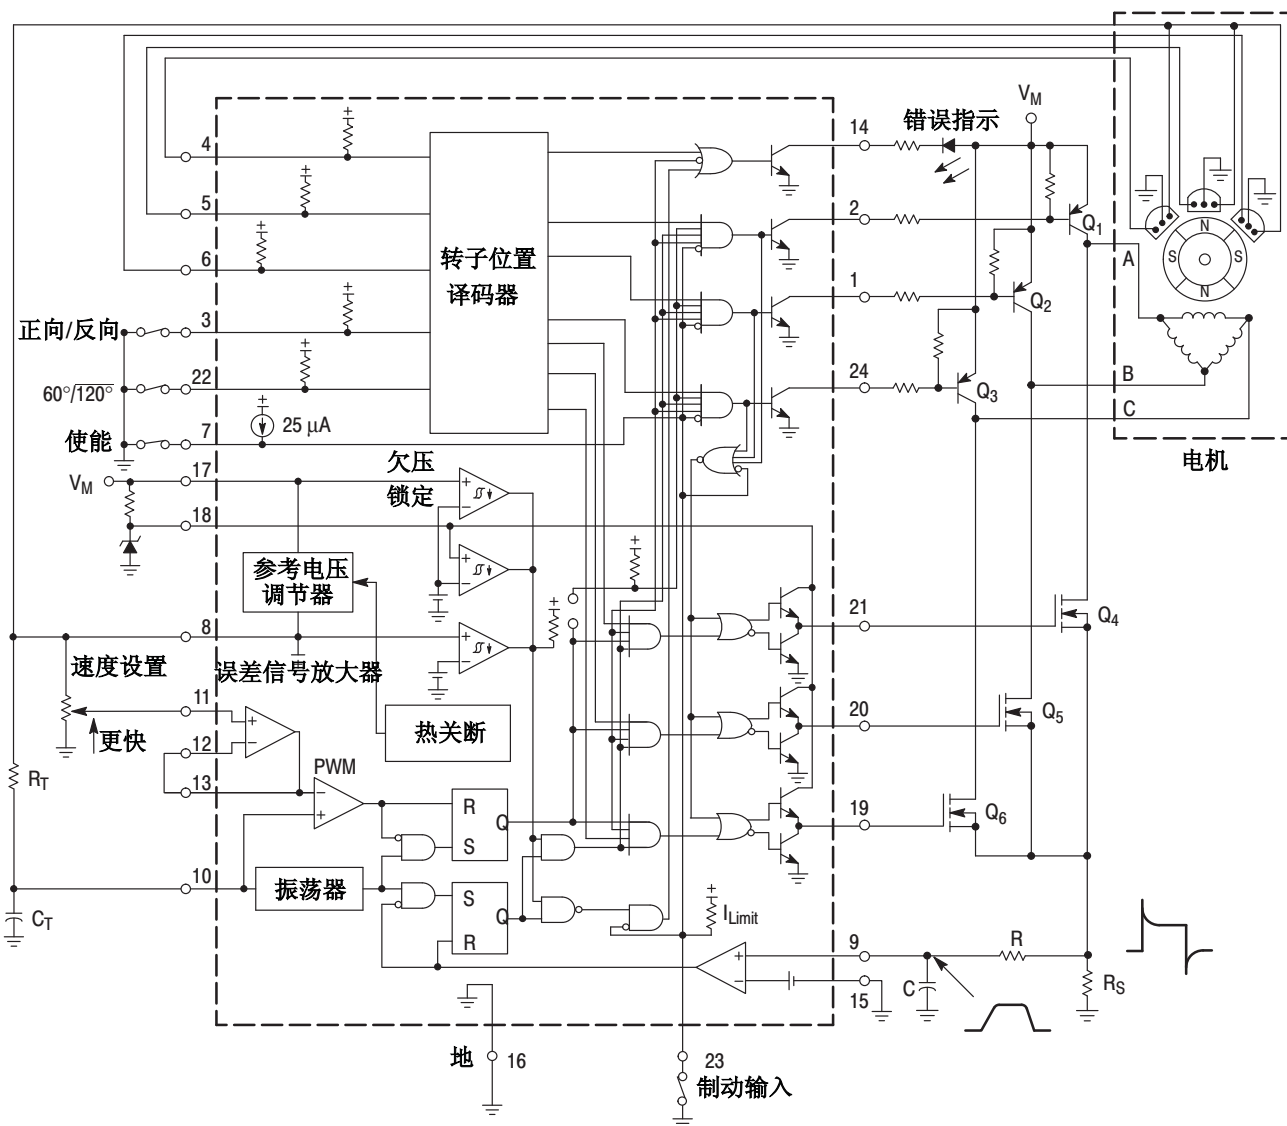 V_M
14
错误指示
4
5
2
Q₁
N
S
S
N
A
6
转子位置
译码器
1
Q₂
正向/反向
3
60°/120°
22
24
Q₃
B
C
使能
7
25 μA
电机
V_M
17
欠压
锁定
18
参考电压
调节器
21
Q₄
8
速度设置
误差信号放大器
11
更快
12
热关断
20
Q₅
13
R_T
PWM
R
S
Q
19
Q₆
10
振荡器
S
R
Q
C_T
I_Limit
9
R
C
15
R_S
地
16
23
制动输入